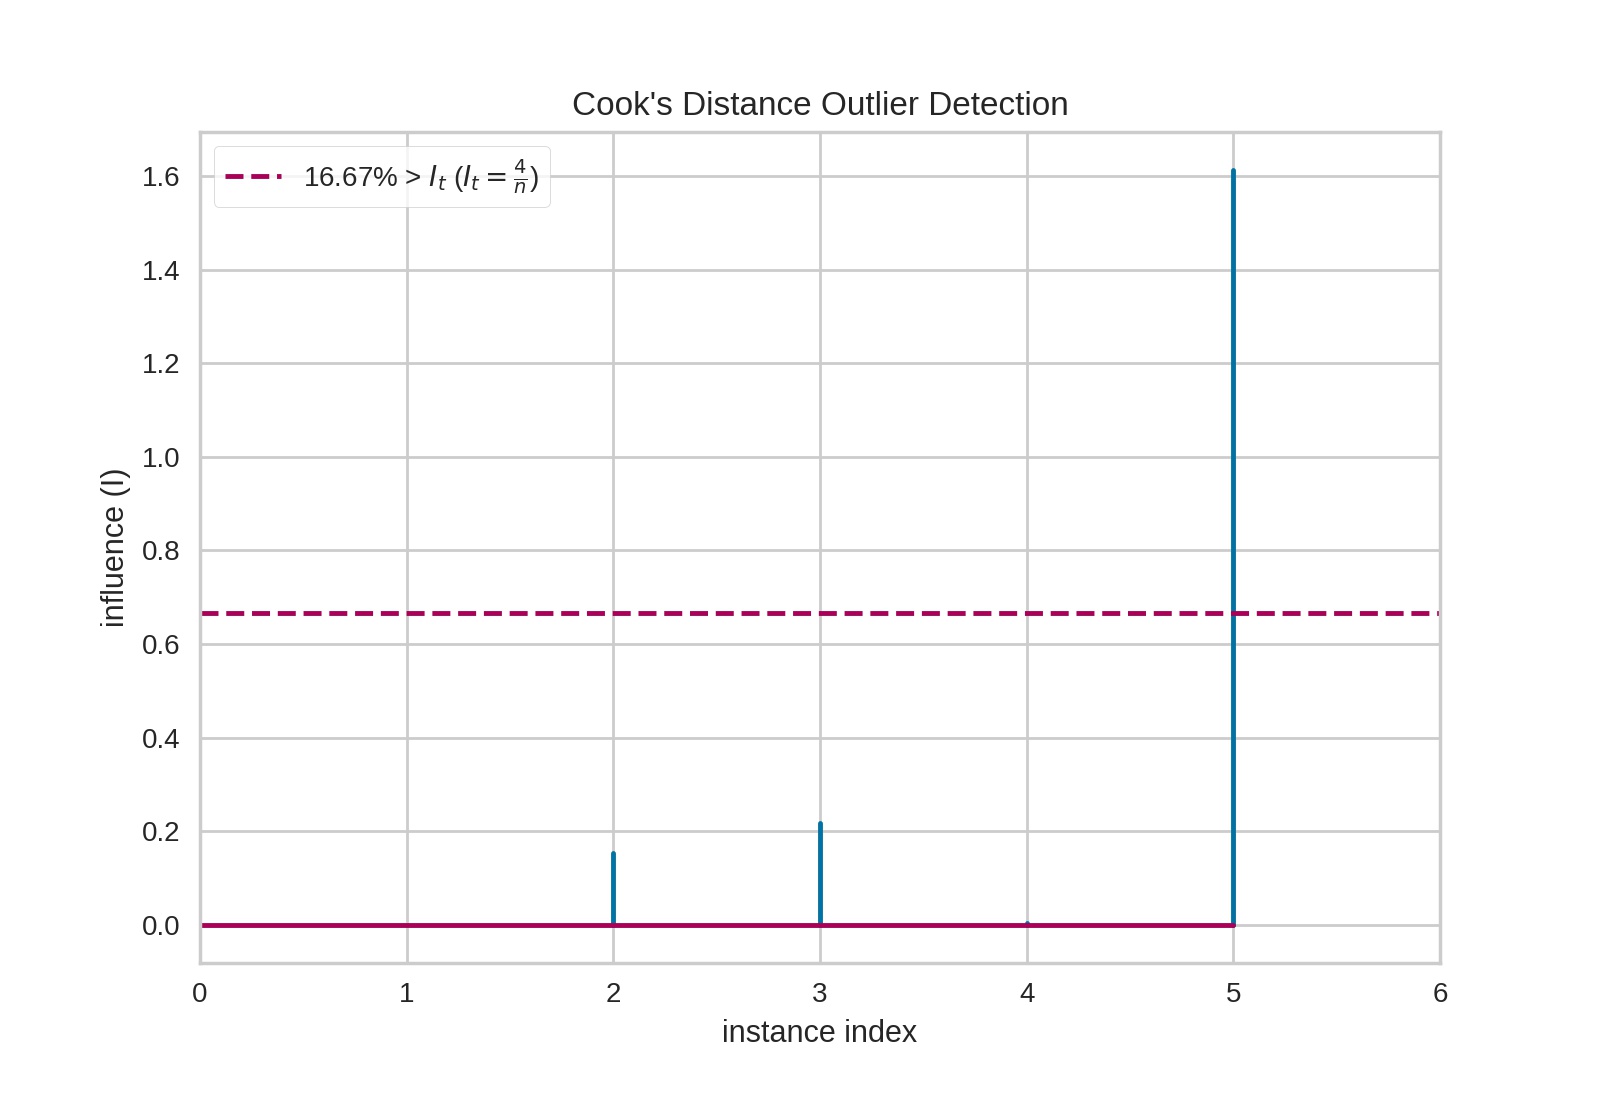 Cook's Distance Outlier Detection
16.67% > I_t (I_t = 4/n)
influence (I)
1.6
1.4
1.2
1.0
0.8
0.6
0.4
0.2
0.0
0 1 2 3 4 5 6
instance index